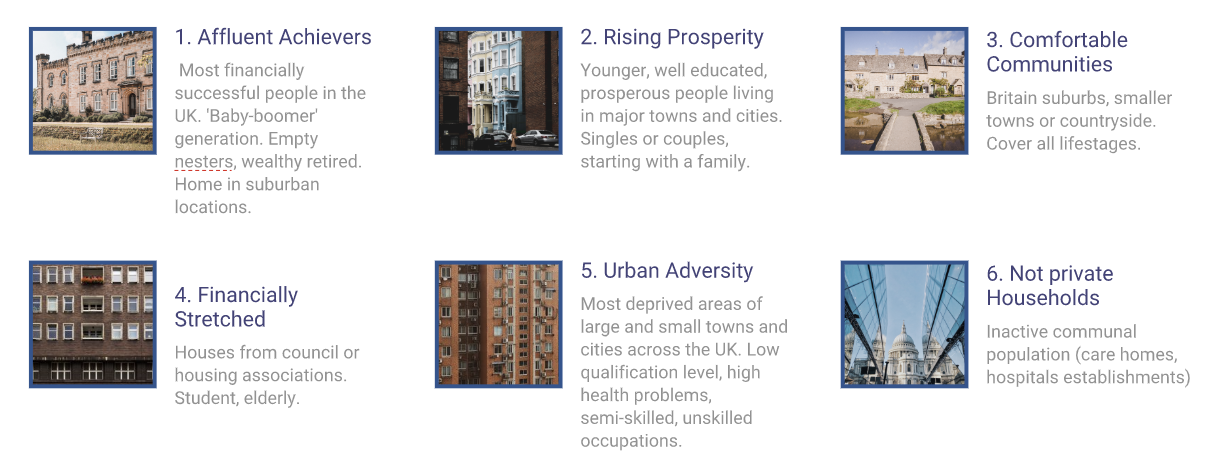 1. Affluent Achievers
Most financially
successful people in the
UK. 'Baby-boomer'
generation. Empty
nesters, wealthy retired.
Home in suburban
locations.
2. Rising Prosperity
Younger, well educated,
prosperous people living
in major towns and cities.
Singles or couples,
starting with a family.
3. Comfortable
Communities
Britain suburbs, smaller
towns or countryside.
Cover all lifestages.
4. Financially
Stretched
Houses from council or
housing associations.
Student, elderly.
5. Urban Adversity
Most deprived areas of
large and small towns and
cities across the UK. Low
qualification level, high
health problems,
semi-skilled, unskilled
occupations.
6. Not private
Households
Inactive communal
population (care homes,
hospitals establishments)